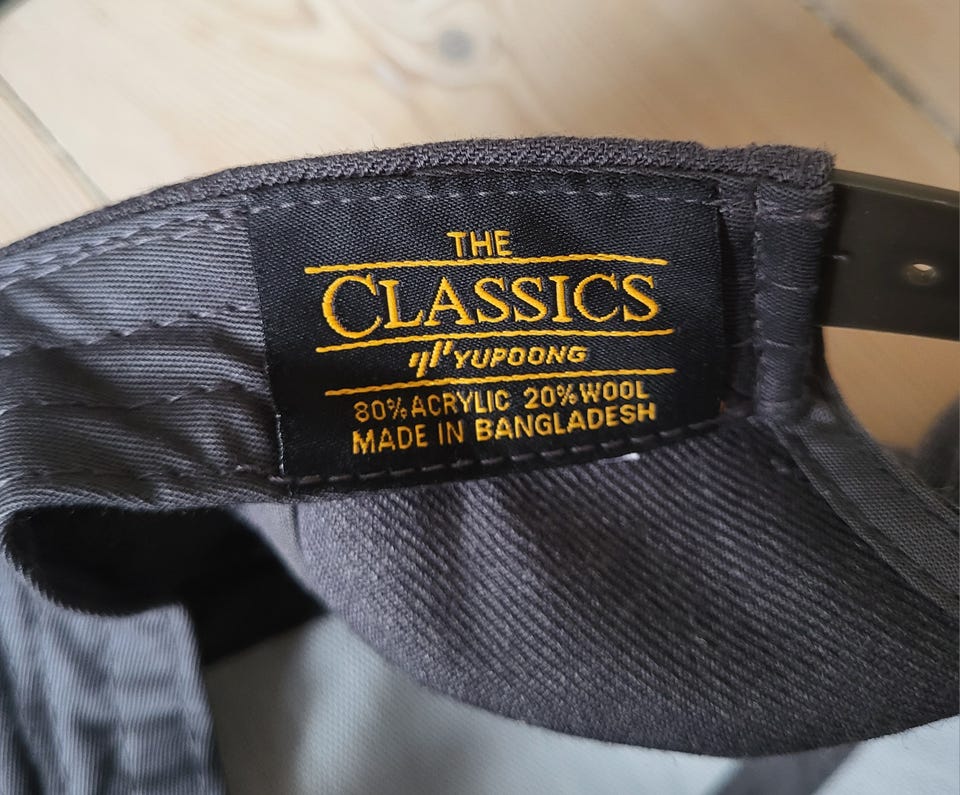 THE
CLASSICS
YUPOONG
80% ACRYLIC 20% WOOL
MADE IN BANGLADESH